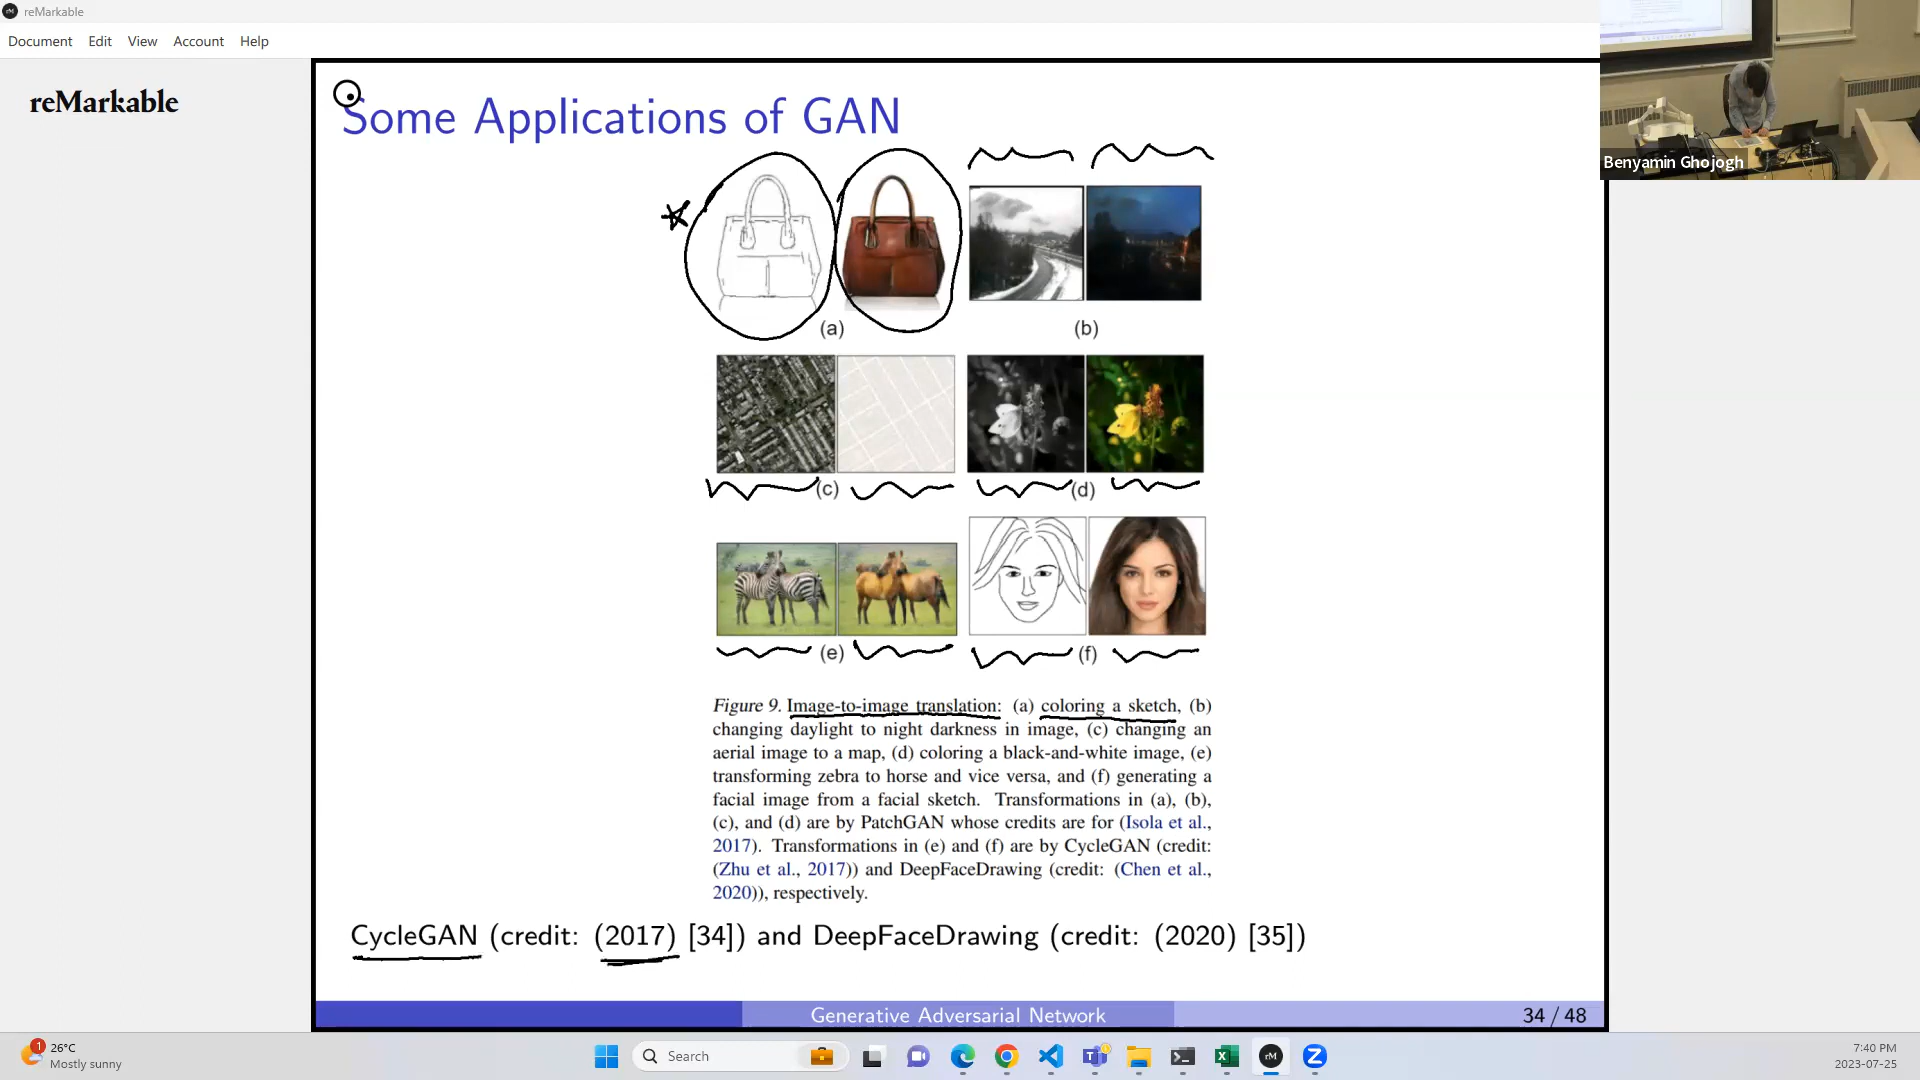 reMarkable
Document Edit View Account Help
reMarkable
Some Applications of GAN
(a)
(b)
(c)
(d)
(e)
(f)
Figure 9. Image-to-image translation: (a) coloring a sketch, (b)
changing daylight to night darkness in image, (c) changing an
aerial image to a map, (d) coloring a black-and-white image, (e)
transforming zebra to horse and vice versa, and (f) generating a
facial image from a facial sketch. Transformations in (a), (b),
(c), and (d) are by PatchGAN whose credits are for (Isola et al.,
2017). Transformations in (e) and (f) are by CycleGAN (credit:
(Zhu et al., 2017)) and DeepFaceDrawing (credit: (Chen et al.,
2020)), respectively.
CycleGAN (credit: (2017) [34]) and DeepFaceDrawing (credit: (2020) [35])
Generative Adversarial Network
34 / 48
Benyamin Ghojogh
1
26°C
Mostly sunny
Search
7:40 PM
2023-07-25